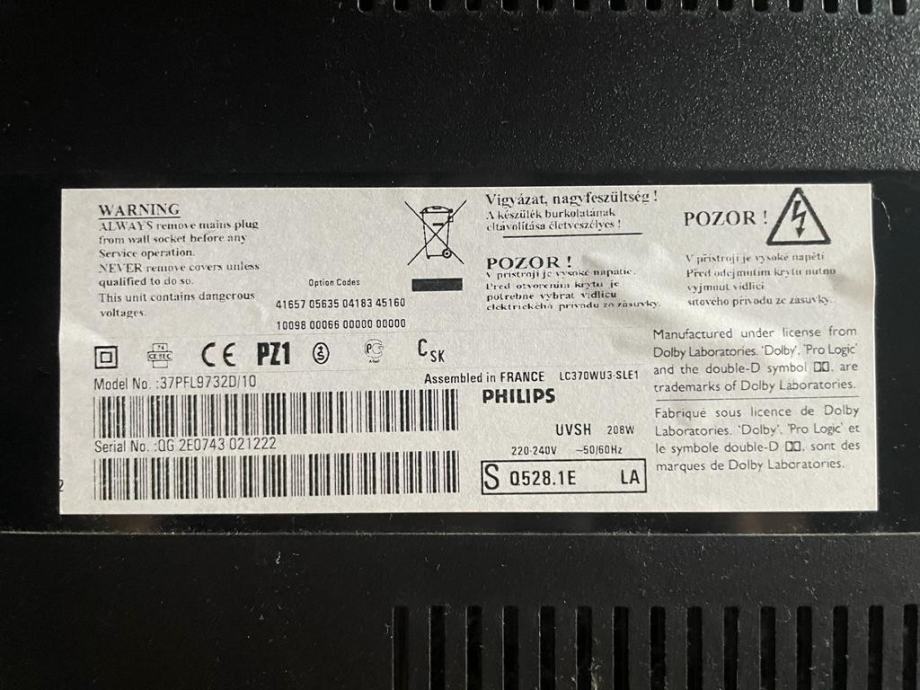 WARNING
ALWAYS remove mains plug
from wall socket before any
Service operation.
NEVER remove covers unless
qualified to do so.
This unit contains dangerous
voltages.
Option Codes
41657 05635 04183 45160
10098 00066 00000 00000
Vigyázat, nagyfeszültség !
A készülék burkolatának
eltávolítása életveszélyes !
POZOR !
V prístroji je vysoké napätie.
Pred otvorením krytu je
potrebné vybrat vidlicu
elektrického prívodu zo zásuvky.
POZOR !
V přístroji je vysoké napětí
Před odejmutím krytu nutno
vyjmout vidlici
síťového přívodu ze zásuvky.
CE PZ1 CSK
Model No. :37PFL9732D/10
Assembled in FRANCE LC370WU3-SLE1
PHILIPS
UVSH 208W
220-240V ~50/60Hz
Serial No. :QG 2E0743 021222
S Q528.1E LA
Manufactured under license from
Dolby Laboratories. 'Dolby', 'Pro Logic'
and the double-D symbol are
trademarks of Dolby Laboratories.
Fabriqué sous licence de Dolby
Laboratories. 'Dolby', 'Pro Logic' et
le symbole double-D . sont des
marques de Dolby Laboratories.
2